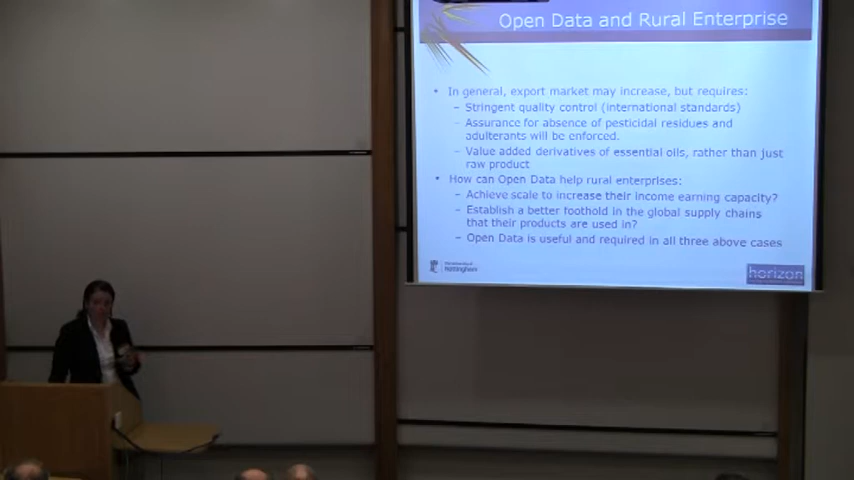 Open Data and Rural Enterprise
• In general, export market may increase, but requires:
– Stringent quality control (international standards)
– Assurance for absence of pesticidal residues and
adulterants will be enforced.
– Value added derivatives of essential oils, rather than just
raw product
• How can Open Data help rural enterprises:
– Achieve scale to increase their income earning capacity?
– Establish a better foothold in the global supply chains
that their products are used in?
– Open Data is useful and required in all three above cases
Nottingham
horizon